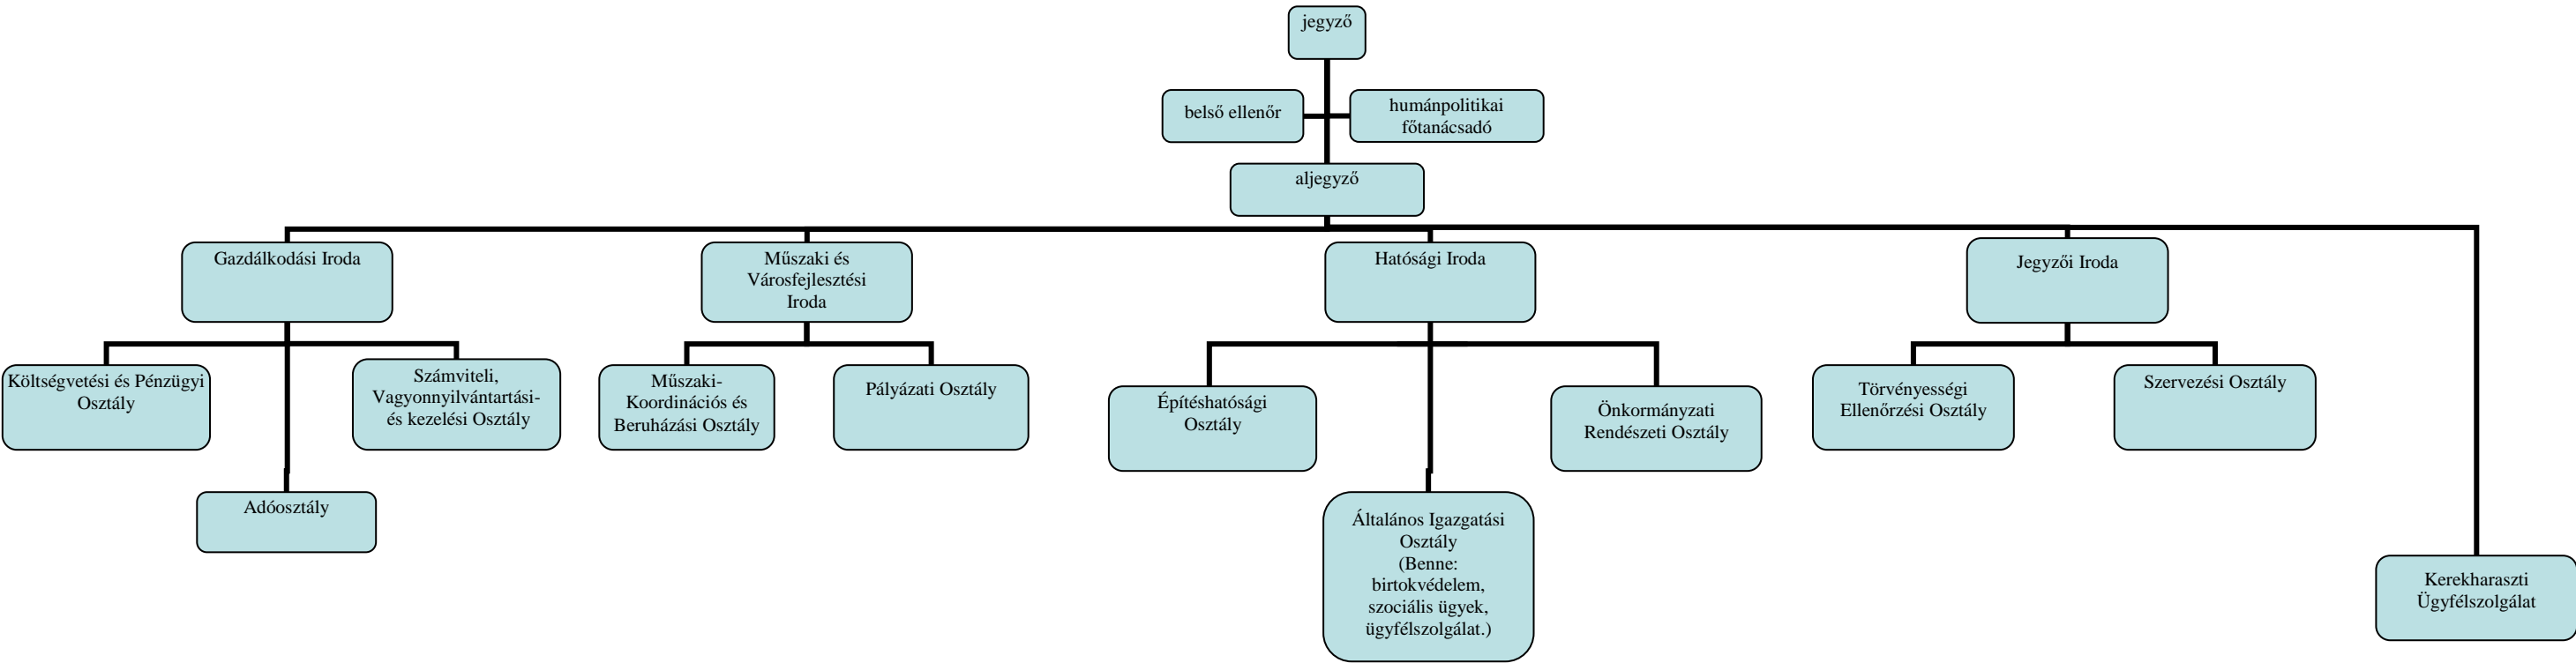 jegyző
belső ellenőr
humánpolitikai
főtanácsadó
aljegyző
Gazdálkodási Iroda
Műszaki és
Városfejlesztési
Iroda
Hatósági Iroda
Jegyzői Iroda
Költségvetési és Pénzügyi
Osztály
Számviteli,
Vagyonnyilvántartási-
és kezelési Osztály
Műszaki-
Koordinációs és
Beruházási Osztály
Pályázati Osztály
Építéshatósági
Osztály
Önkormányzati
Rendészeti Osztály
Törvényességi
Ellenőrzési Osztály
Szervezési Osztály
Adóosztály
Általános Igazgatási
Osztály
(Benne:
birtokvédelem,
szociális ügyek,
ügyfélszolgálat.)
Kerekharaszti
Ügyfélszolgálat